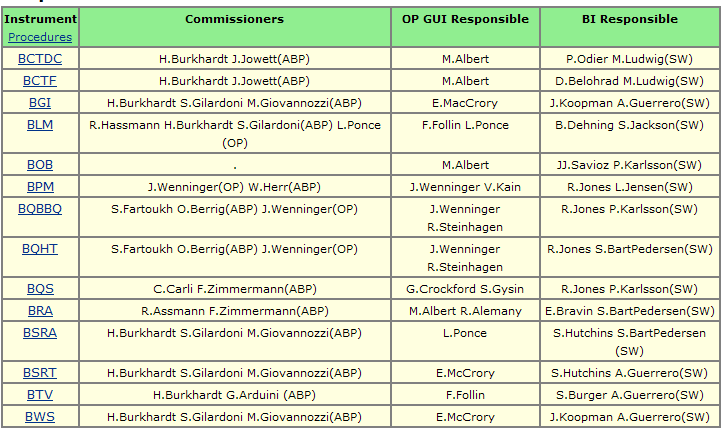 Instrument Commissioners OP GUI Responsible BI Responsible
Procedures
BCTDC H.Burkhardt J.Jowett(ABP) M.Albert P.Odier M.Ludwig(SW)
BCTF H.Burkhardt J.Jowett(ABP) M.Albert D.Belohrad M.Ludwig(SW)
BGI H.Burkhardt S.Gilardoni M.Giovannozzi(ABP) E.MacCrory J.Koopman A.Guerrero(SW)
BLM R.Hassmann H.Burkhardt S.Gilardoni(ABP) L.Ponce F.Follin L.Ponce B.Dehning S.Jackson(SW)
(OP)
BOB . M.Albert JJ.Savioz P.Karlsson(SW)
BPM J.Wenninger(OP) W.Herr(ABP) J.Wenninger V.Kain R.Jones L.Jensen(SW)
BQBBQ S.Fartoukh O.Berrig(ABP) J.Wenninger(OP) J.Wenninger R.Jones P.Karlsson(SW)
R.Steinhagen
BQHT S.Fartoukh O.Berrig(ABP) J.Wenninger(OP) J.Wenninger R.Jones S.BartPedersen(SW)
R.Steinhagen
BQS C.Carli F.Zimmermann(ABP) G.Crockford S.Gysin R.Jones P.Karlsson(SW)
BRA R.Assmann F.Zimmermann(ABP) M.Albert R.Alemany E.Bravin S.BartPedersen(SW)
BSRA H.Burkhardt S.Gilardoni M.Giovannozzi(ABP) L.Ponce S.Hutchins S.BartPedersen
(SW)
BSRT H.Burkhardt S.Gilardoni M.Giovannozzi(ABP) E.McCrory S.Hutchins A.Guerrero(SW)
BTV H.Burkhardt G.Arduini (ABP) F.Follin S.Burger A.Guerrero(SW)
BWS H.Burkhardt S.Gilardoni M.Giovannozzi(ABP) E.McCrory J.Koopman A.Guerrero(SW)